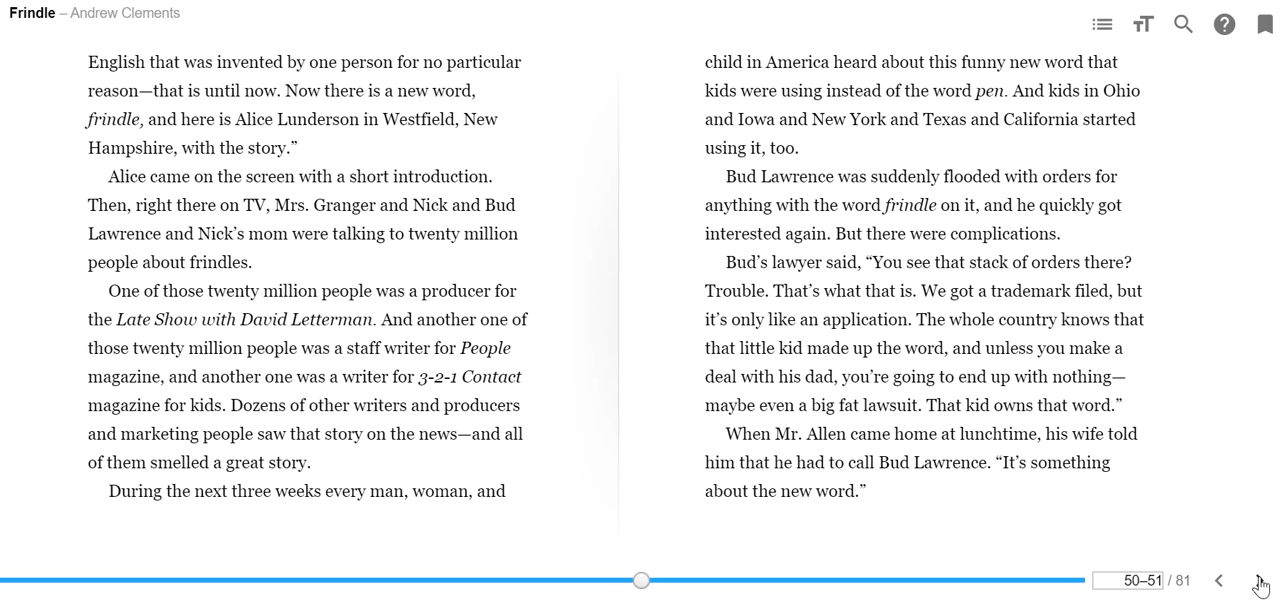 Frindle – Andrew Clements
English that was invented by one person for no particular
reason—that is until now. Now there is a new word,
frindle, and here is Alice Lunderson in Westfield, New
Hampshire, with the story.”
Alice came on the screen with a short introduction.
Then, right there on TV, Mrs. Granger and Nick and Bud
Lawrence and Nick’s mom were talking to twenty million
people about frindles.
One of those twenty million people was a producer for
the Late Show with David Letterman. And another one of
those twenty million people was a staff writer for People
magazine, and another one was a writer for 3-2-1 Contact
magazine for kids. Dozens of other writers and producers
and marketing people saw that story on the news—and all
of them smelled a great story.
During the next three weeks every man, woman, and
child in America heard about this funny new word that
kids were using instead of the word pen. And kids in Ohio
and Iowa and New York and Texas and California started
using it, too.
Bud Lawrence was suddenly flooded with orders for
anything with the word frindle on it, and he quickly got
interested again. But there were complications.
Bud’s lawyer said, “You see that stack of orders there?
Trouble. That’s what that is. We got a trademark filed, but
it’s only like an application. The whole country knows that
that little kid made up the word, and unless you make a
deal with his dad, you’re going to end up with nothing—
maybe even a big fat lawsuit. That kid owns that word.”
When Mr. Allen came home at lunchtime, his wife told
him that he had to call Bud Lawrence. “It’s something
about the new word.”
50–51 / 81